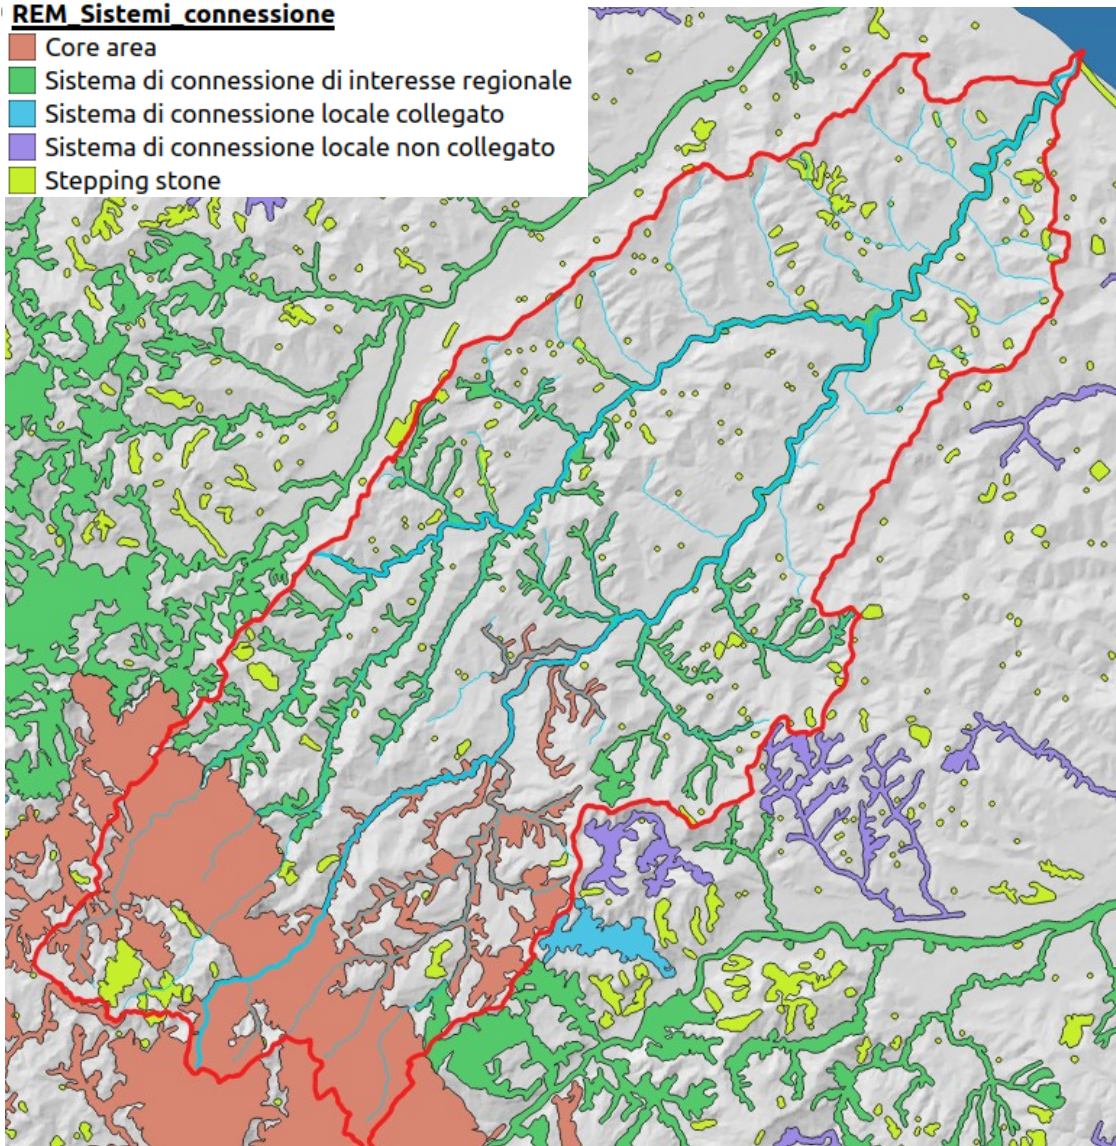 REM_Sistemi_connessione
Core area
Sistema di connessione di interesse regionale
Sistema di connessione locale collegato
Sistema di connessione locale non collegato
Stepping stone